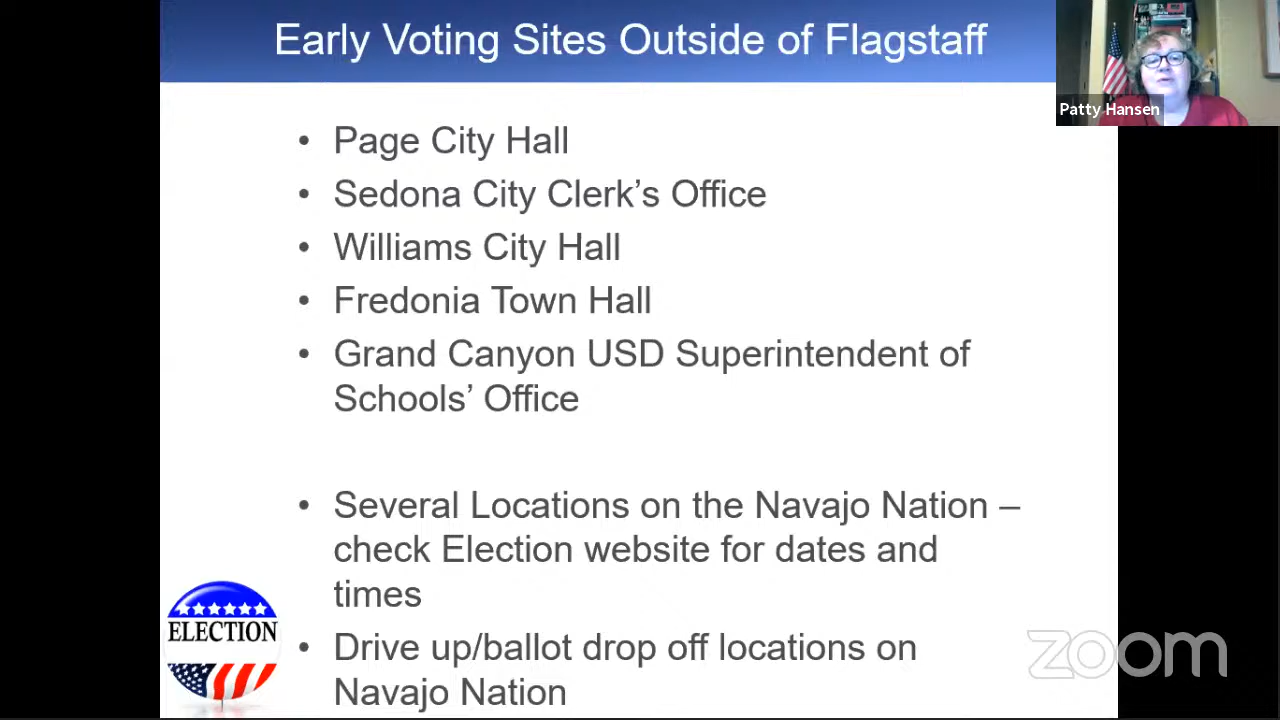 Early Voting Sites Outside of Flagstaff
Patty Hansen
• Page City Hall
• Sedona City Clerk’s Office
• Williams City Hall
• Fredonia Town Hall
• Grand Canyon USD Superintendent of
Schools’ Office
• Several Locations on the Navajo Nation –
check Election website for dates and
times
• Drive up/ballot drop off locations on
Navajo Nation
ELECTION
zoom